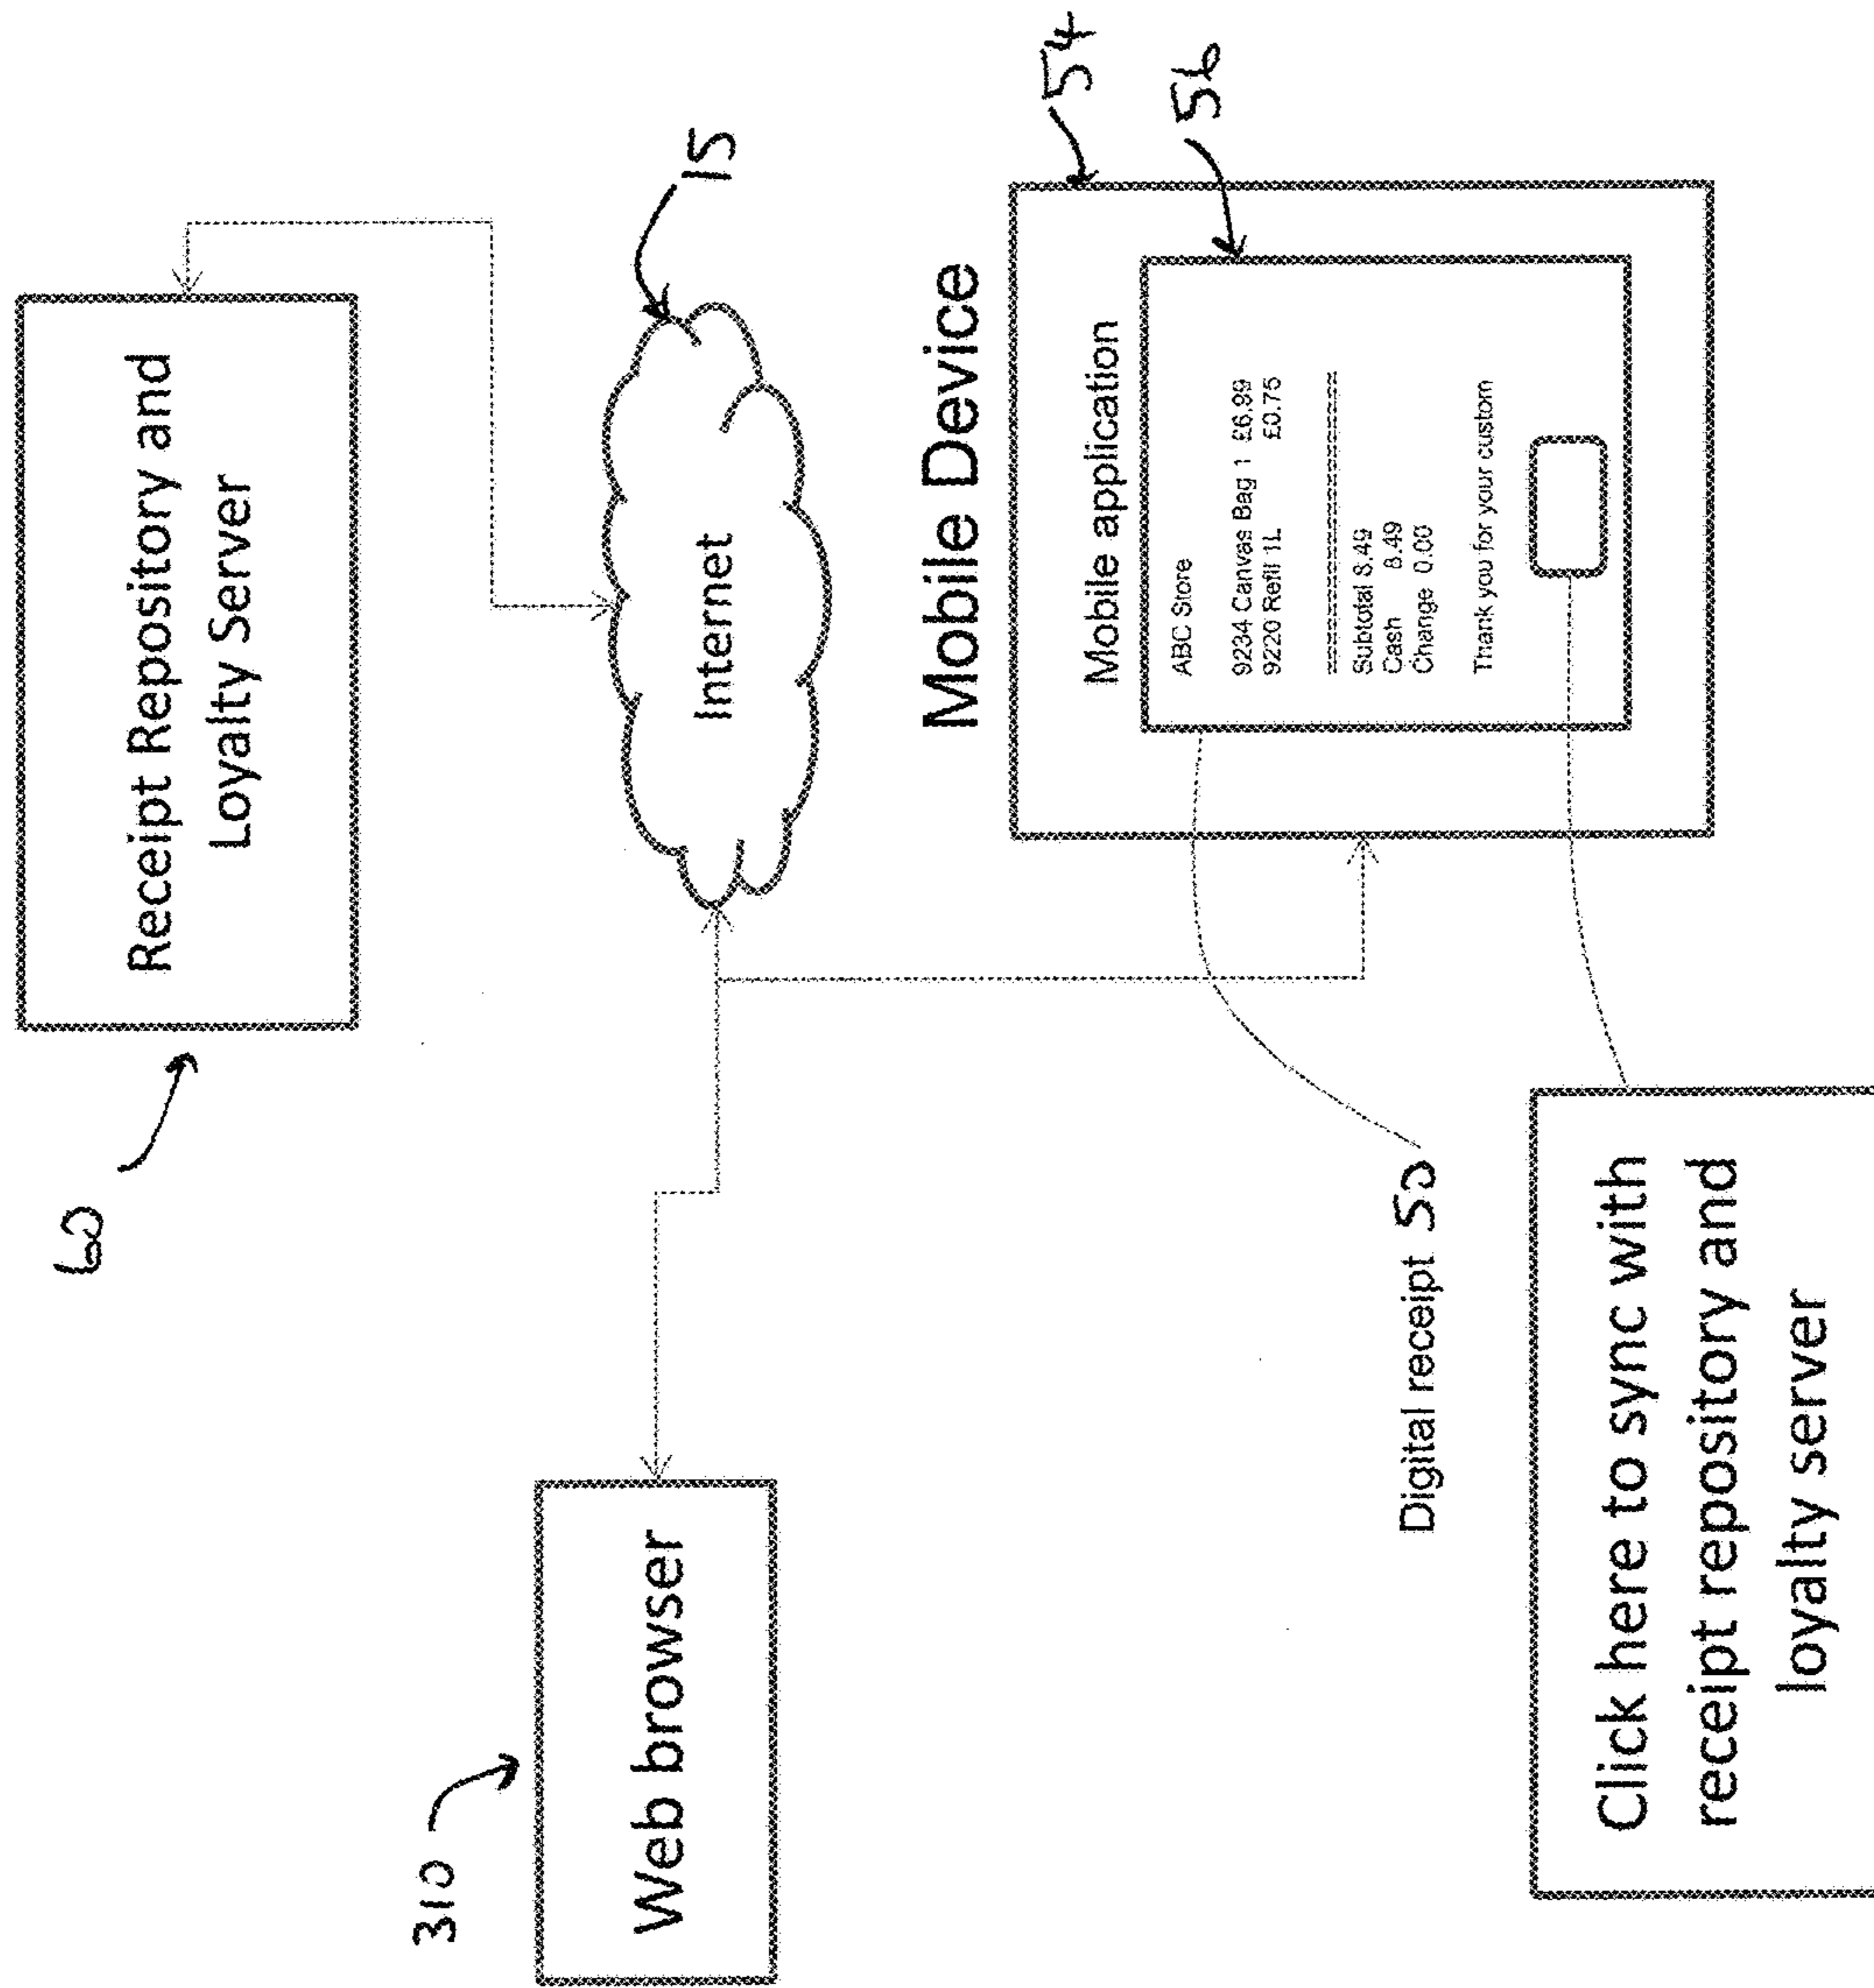 60
Receipt Repository and
Loyalty Server
310
Web browser
15
Internet
Mobile Device
54
Mobile application
56
ABC Store
9234 Canvas Bag 1 £6.99
9220 Refill 1L £0.75
==================
Subtotal 8.49
Cash 8.49
Change 0.00
Thank you for your custom
Digital receipt 50
Click here to sync with
receipt repository and
loyalty server